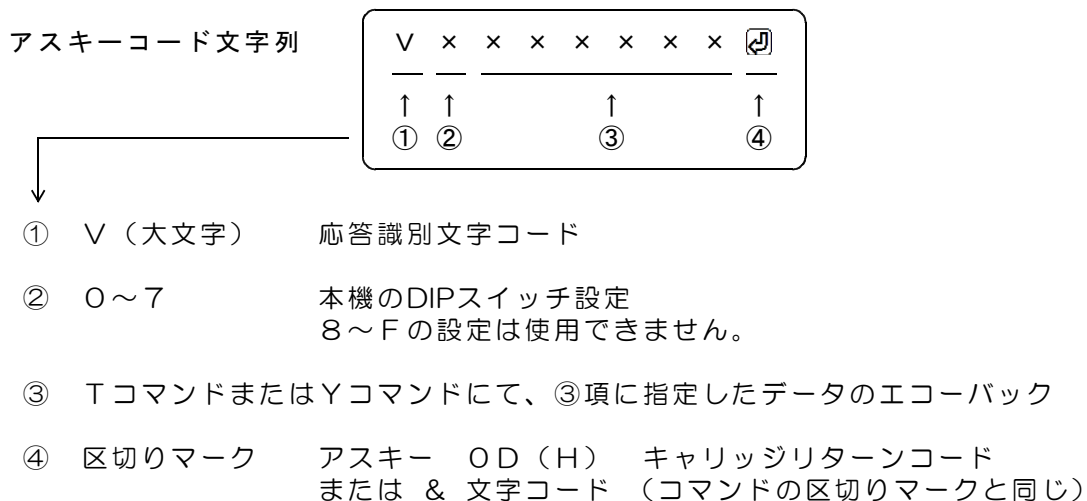 アスキーコード文字列
V × × × × × × × ⏎
↑ ↑ ↑ ↑
① ② ③ ④
① V(大文字) 応答識別文字コード
② 0~7 本機のDIPスイッチ設定
8~Fの設定は使用できません。
③ TコマンドまたはYコマンドにて、③項に指定したデータのエコーバック
④ 区切りマーク アスキー 0D(H) キャリッジリターンコード
または & 文字コード (コマンドの区切りマークと同じ)